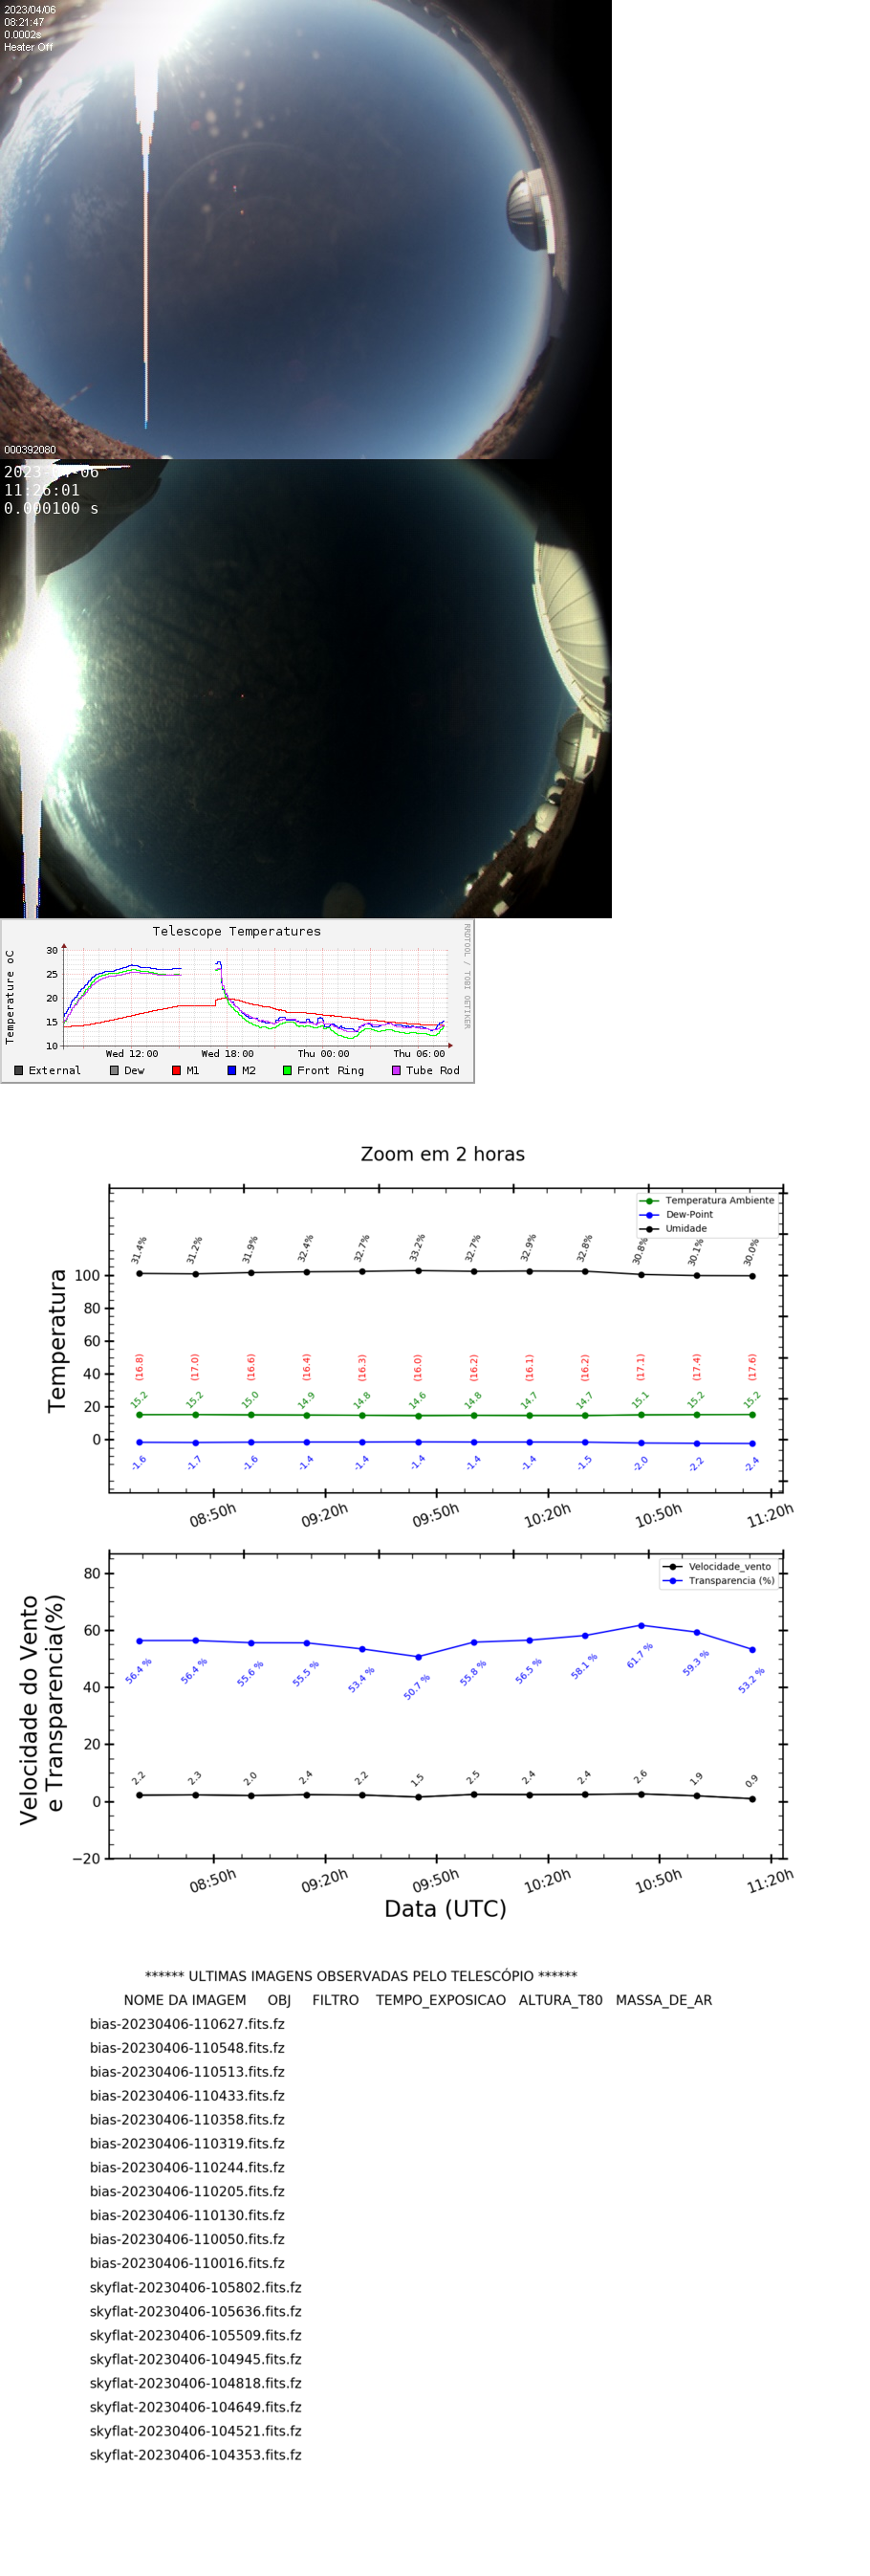 2023/04/06
08:21:47
0.0002s
Heater Off
000392080
2023-04-06
11:26:01
0.000100 s
Telescope Temperatures
RRDTOOL / TOBI OETIKER
Temperature oC
30
25
20
15
10
Wed 12:00 Wed 18:00 Thu 00:00 Thu 06:00
External Dew M1 M2 Front Ring Tube Rod
Zoom em 2 horas
Temperatura Ambiente
Dew-Point
Umidade
31.4% 31.2% 31.9% 32.4% 32.7% 33.2% 32.7% 32.9% 32.8% 30.8% 30.1% 30.0%
Temperatura
100
80
60
40
20
0
(16.8) (17.0) (16.6) (16.4) (16.3) (16.0) (16.2) (16.1) (16.2) (17.1) (17.4) (17.6)
15.2 15.2 15.0 14.9 14.8 14.6 14.8 14.7 14.7 15.1 15.2 15.2
-1.6 -1.7 -1.6 -1.4 -1.4 -1.4 -1.4 -1.4 -1.5 -2.0 -2.2 -2.4
08:50h 09:20h 09:50h 10:20h 10:50h 11:20h
Velocidade_vento
Transparencia (%)
Velocidade do Vento
e Transparencia(%)
80
60
40
20
0
−20
56.4 % 56.4 % 55.6 % 55.5 % 53.4 % 50.7 % 55.8 % 56.5 % 58.1 % 61.7 % 59.3 % 53.2 %
2.2 2.3 2.0 2.4 2.2 1.5 2.5 2.4 2.4 2.6 1.9 0.9
08:50h 09:20h 09:50h 10:20h 10:50h 11:20h
Data (UTC)
****** ULTIMAS IMAGENS OBSERVADAS PELO TELESCÓPIO ******
NOME DA IMAGEM OBJ FILTRO TEMPO_EXPOSICAO ALTURA_T80 MASSA_DE_AR
bias-20230406-110627.fits.fz
bias-20230406-110548.fits.fz
bias-20230406-110513.fits.fz
bias-20230406-110433.fits.fz
bias-20230406-110358.fits.fz
bias-20230406-110319.fits.fz
bias-20230406-110244.fits.fz
bias-20230406-110205.fits.fz
bias-20230406-110130.fits.fz
bias-20230406-110050.fits.fz
bias-20230406-110016.fits.fz
skyflat-20230406-105802.fits.fz
skyflat-20230406-105636.fits.fz
skyflat-20230406-105509.fits.fz
skyflat-20230406-104945.fits.fz
skyflat-20230406-104818.fits.fz
skyflat-20230406-104649.fits.fz
skyflat-20230406-104521.fits.fz
skyflat-20230406-104353.fits.fz